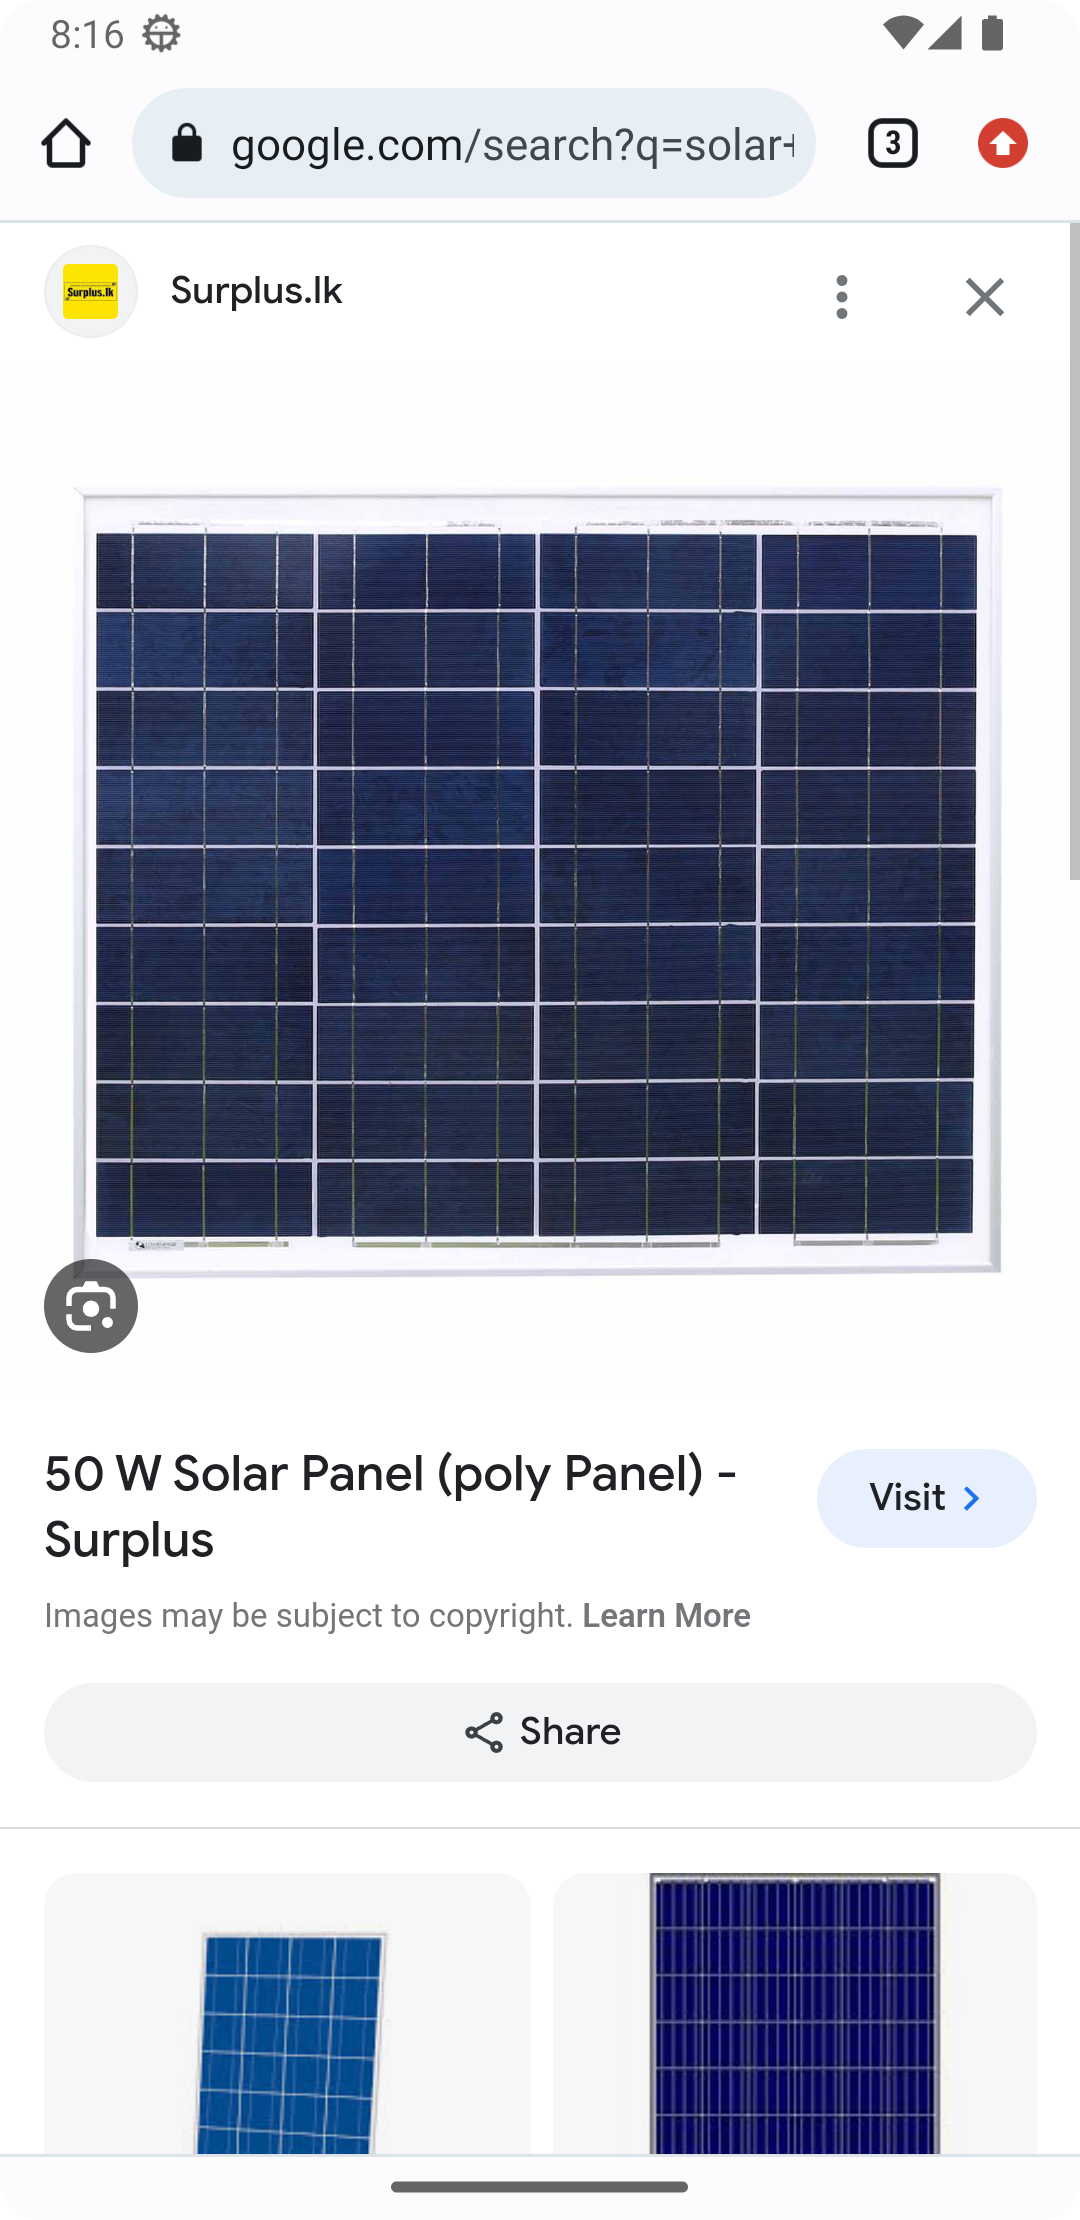 8:16
google.com/search?q=solar+
3
Surplus.lk
Surplus.lk
50 W Solar Panel (poly Panel) -
Surplus
Visit
Images may be subject to copyright. Learn More
Share